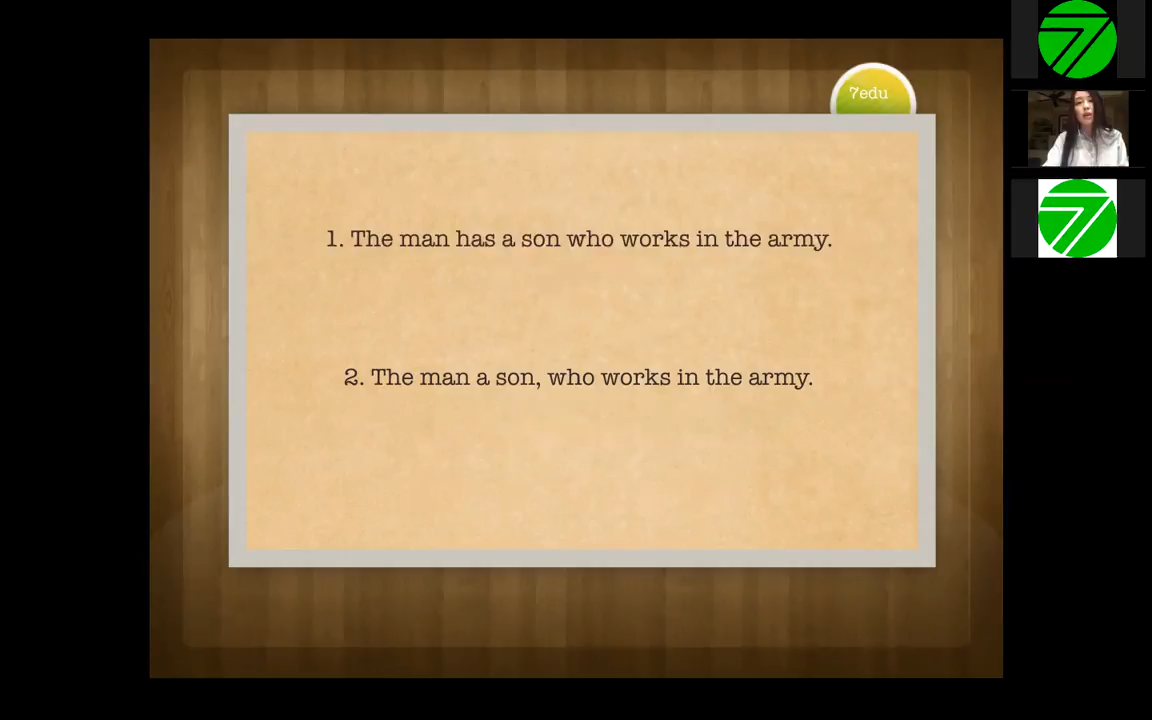 7edu
1. The man has a son who works in the army.
2. The man a son, who works in the army.